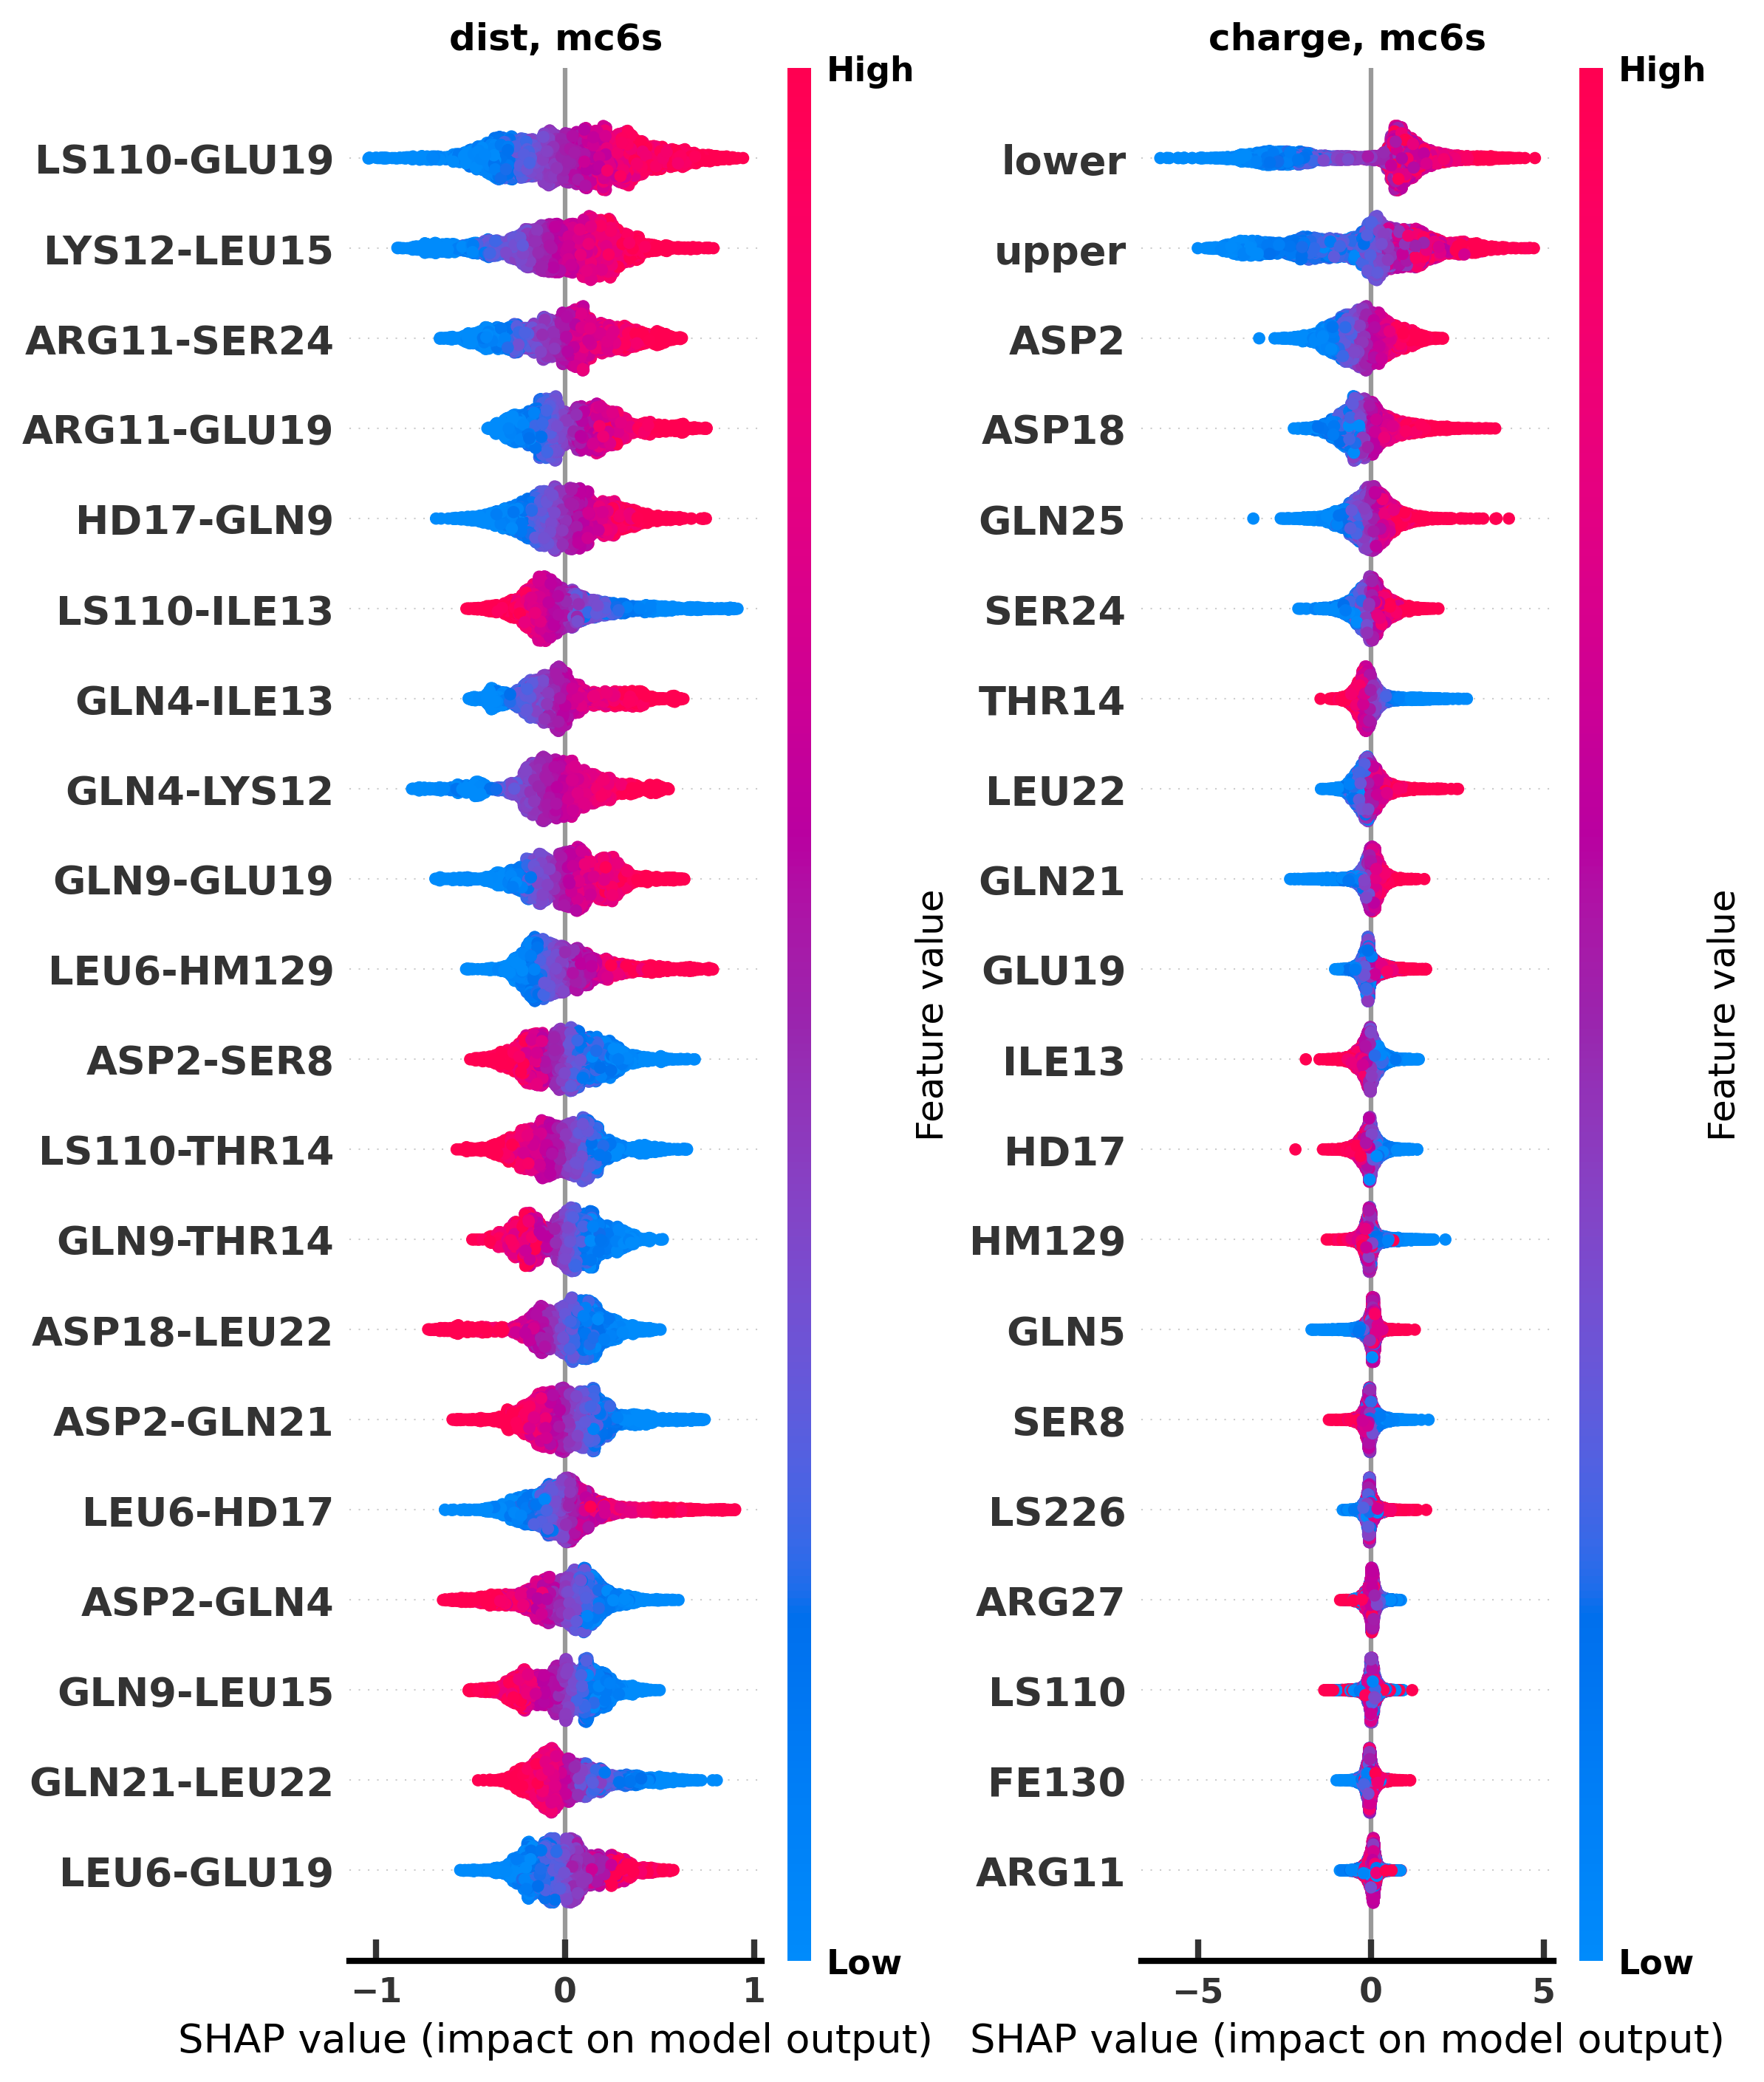 dist, mc6s
High
LS110-GLU19
LYS12-LEU15
ARG11-SER24
ARG11-GLU19
HD17-GLN9
LS110-ILE13
GLN4-ILE13
GLN4-LYS12
GLN9-GLU19
LEU6-HM129
ASP2-SER8
LS110-THR14
GLN9-THR14
ASP18-LEU22
ASP2-GLN21
LEU6-HD17
ASP2-GLN4
GLN9-LEU15
GLN21-LEU22
LEU6-GLU19
Feature value
Low
−1 0 1
SHAP value (impact on model output)
charge, mc6s
High
lower
upper
ASP2
ASP18
GLN25
SER24
THR14
LEU22
GLN21
GLU19
ILE13
HD17
HM129
GLN5
SER8
LS226
ARG27
LS110
FE130
ARG11
Feature value
Low
−5 0 5
SHAP value (impact on model output)